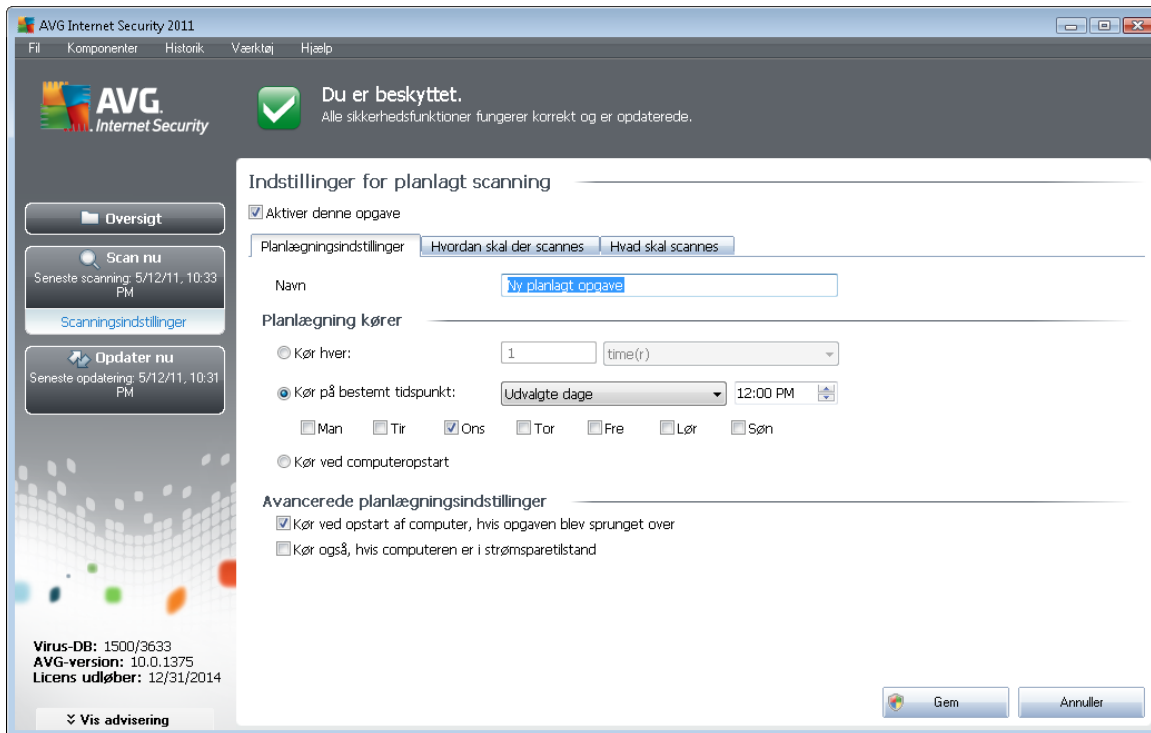 AVG Internet Security 2011
Fil Komponenter Historik Værktøj Hjælp
AVG.
Internet Security
Du er beskyttet.
Alle sikkerhedsfunktioner fungerer korrekt og er opdaterede.
Oversigt
Scan nu
Seneste scanning: 5/12/11, 10:33
PM
Scanningsindstillinger
Opdater nu
Seneste opdatering: 5/12/11, 10:31
PM
Virus-DB: 1500/3633
AVG-version: 10.0.1375
Licens udløber: 12/31/2014
Vis advisering
Indstillinger for planlagt scanning
Aktiver denne opgave
Planlægningsindstillinger Hvordan skal der scannes Hvad skal scannes
Navn Ny planlagt opgave
Planlægning kører
Kør hver: 1 time(r)
Kør på bestemt tidspunkt: Udvalgte dage 12:00 PM
Man Tir Ons Tor Fre Lør Søn
Kør ved computeropstart
Avancerede planlægningsindstillinger
Kør ved opstart af computer, hvis opgaven blev sprunget over
Kør også, hvis computeren er i strømsparetilstand
Gem Annuller